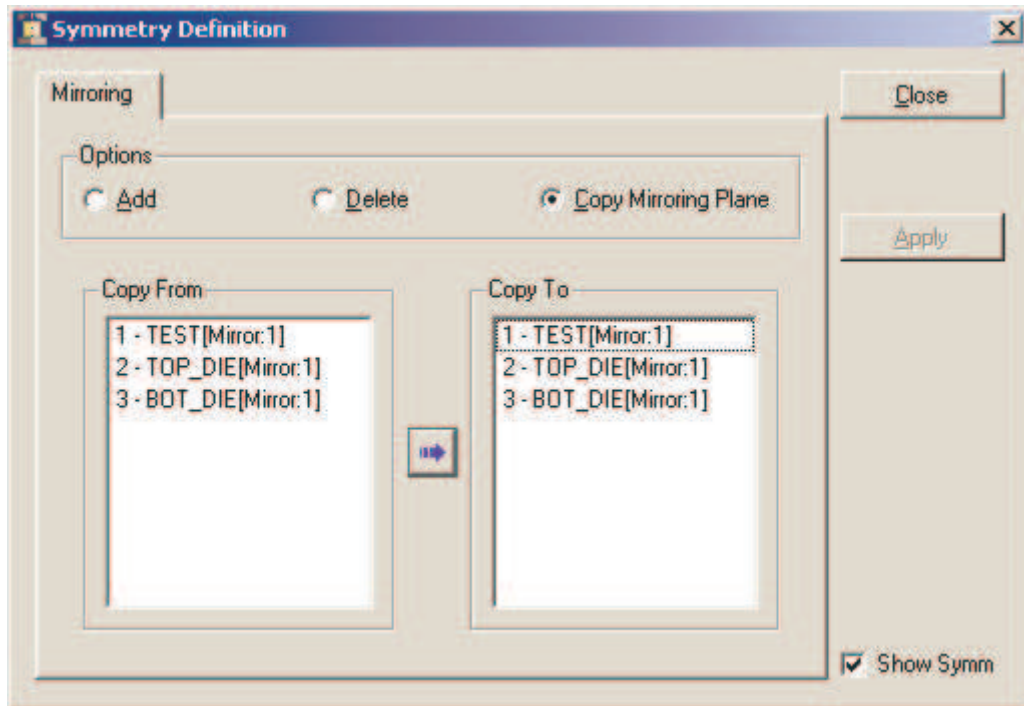 Symmetry Definition
Mirroring
Close
Options
Add
Delete
Copy Mirroring Plane
Apply
Copy From
Copy To
1 - TEST[Mirror:1]
2 - TOP_DIE[Mirror:1]
3 - BOT_DIE[Mirror:1]
1 - TEST[Mirror:1]
2 - TOP_DIE[Mirror:1]
3 - BOT_DIE[Mirror:1]
Show Symm